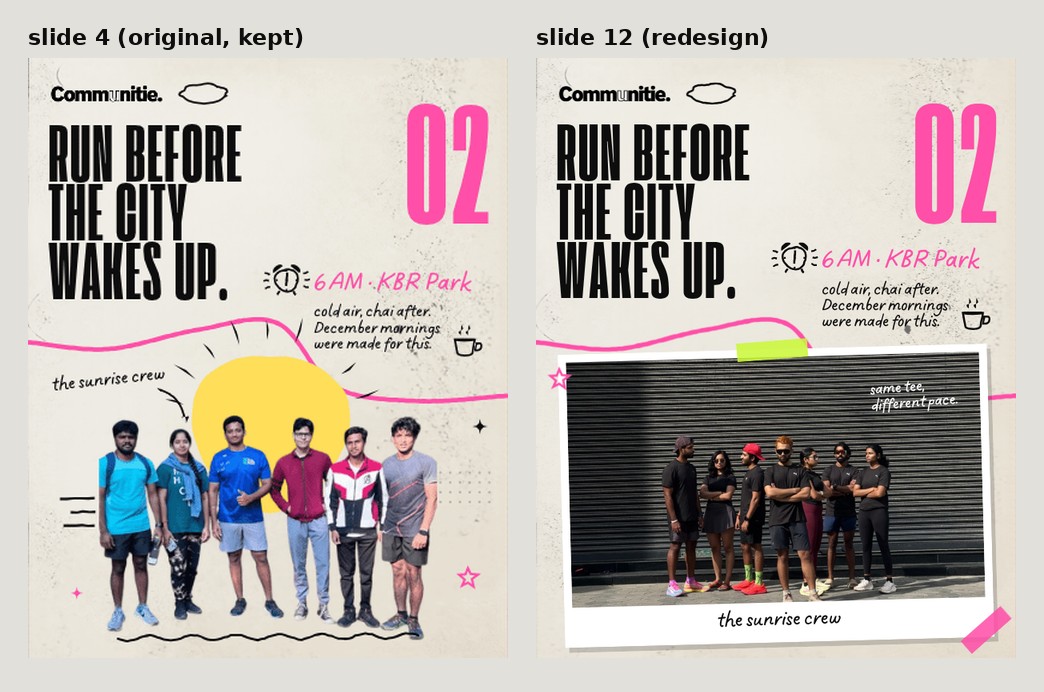 slide 4 (original, kept)
Communitie.
02
RUN BEFORE
THE CITY
WAKES UP.
6 AM · KBR Park
cold air, chai after.
December mornings
were made for this.
the sunrise crew
slide 12 (redesign)
Communitie.
02
RUN BEFORE
THE CITY
WAKES UP.
6 AM · KBR Park
cold air, chai after.
December mornings
were made for this.
same tee,
different pace.
the sunrise crew